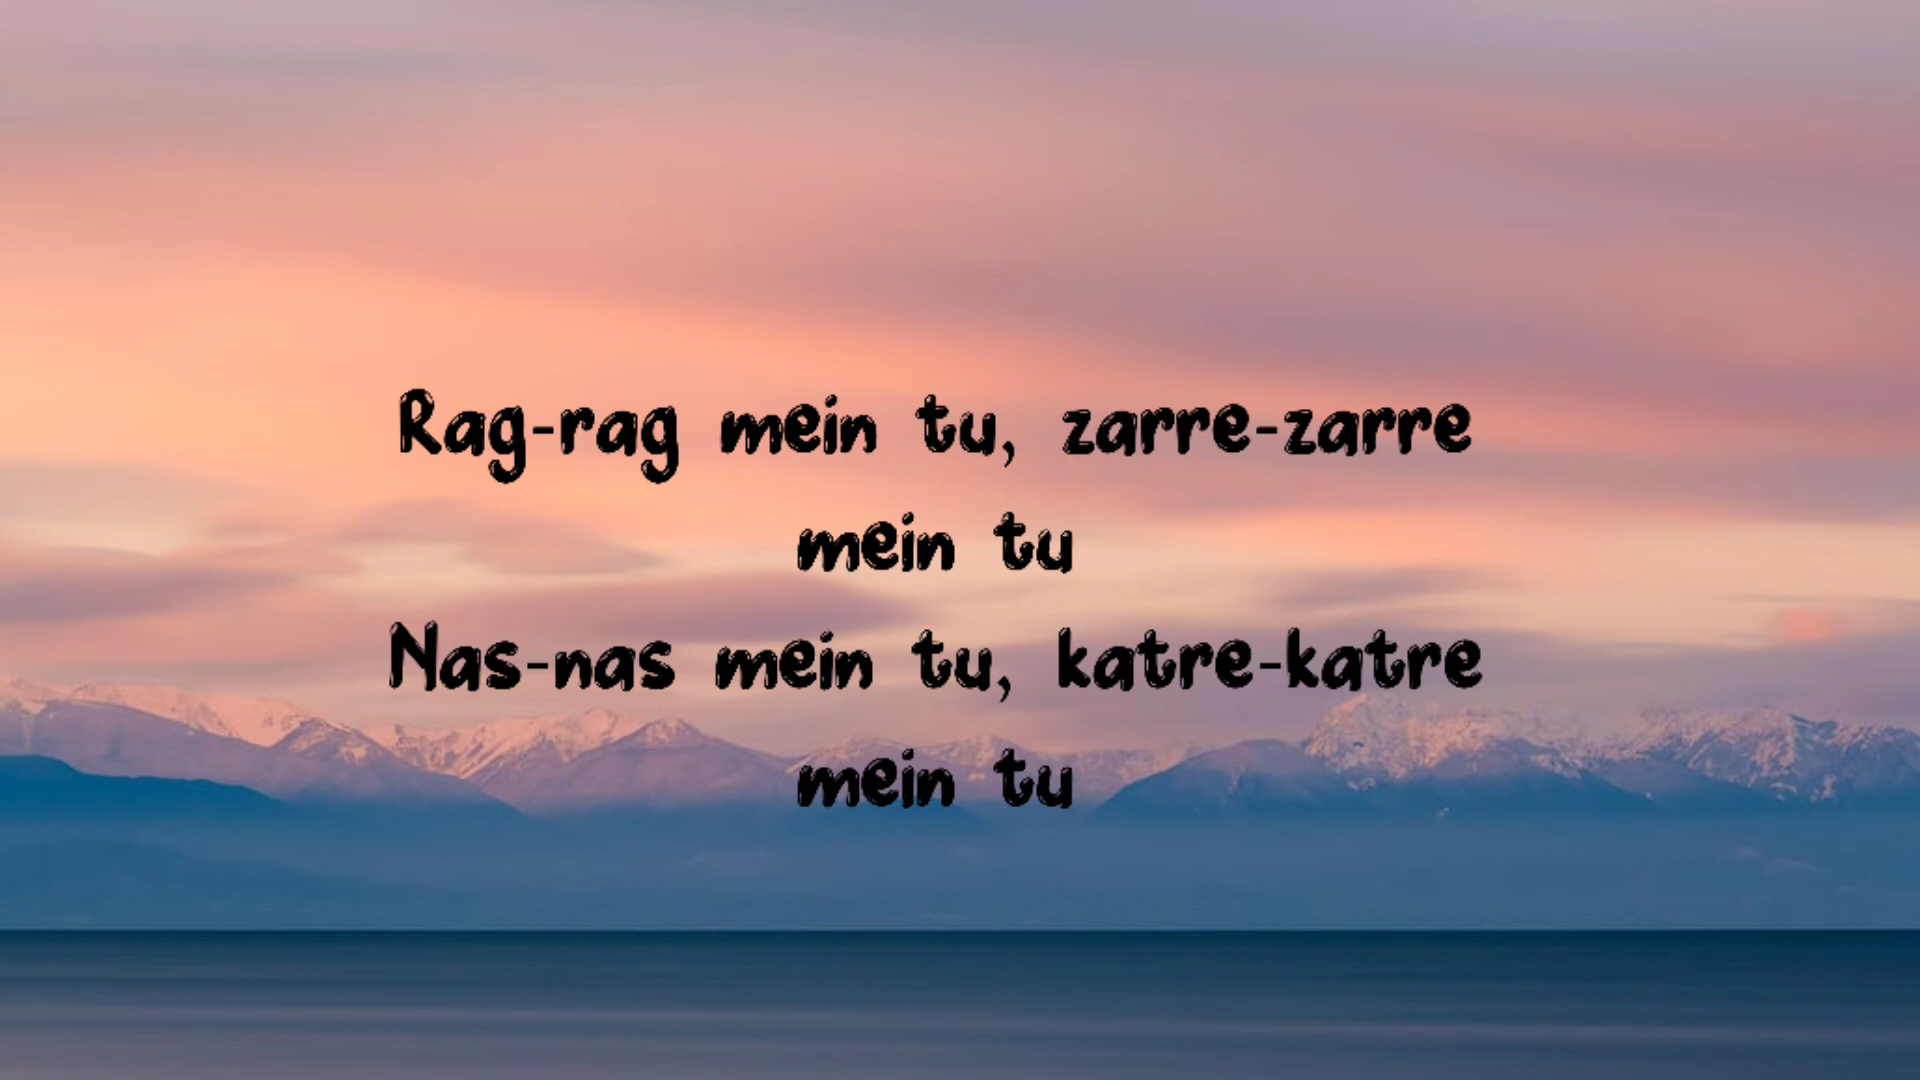 Rag-rag mein tu, zarre-zarre
mein tu
Nas-nas mein tu, katre-katre
mein tu